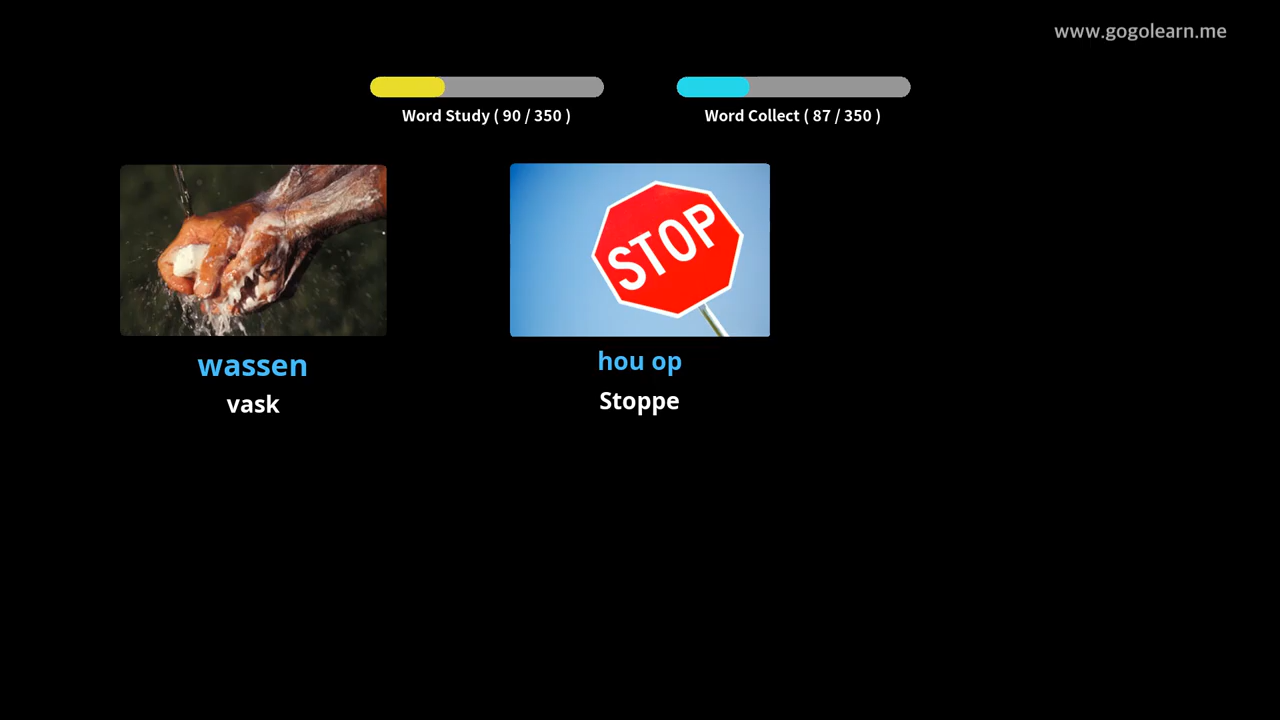 www.gogolearn.me
Word Study ( 90 / 350 )
Word Collect ( 87 / 350 )
STOP
wassen
vask
hou op
Stoppe